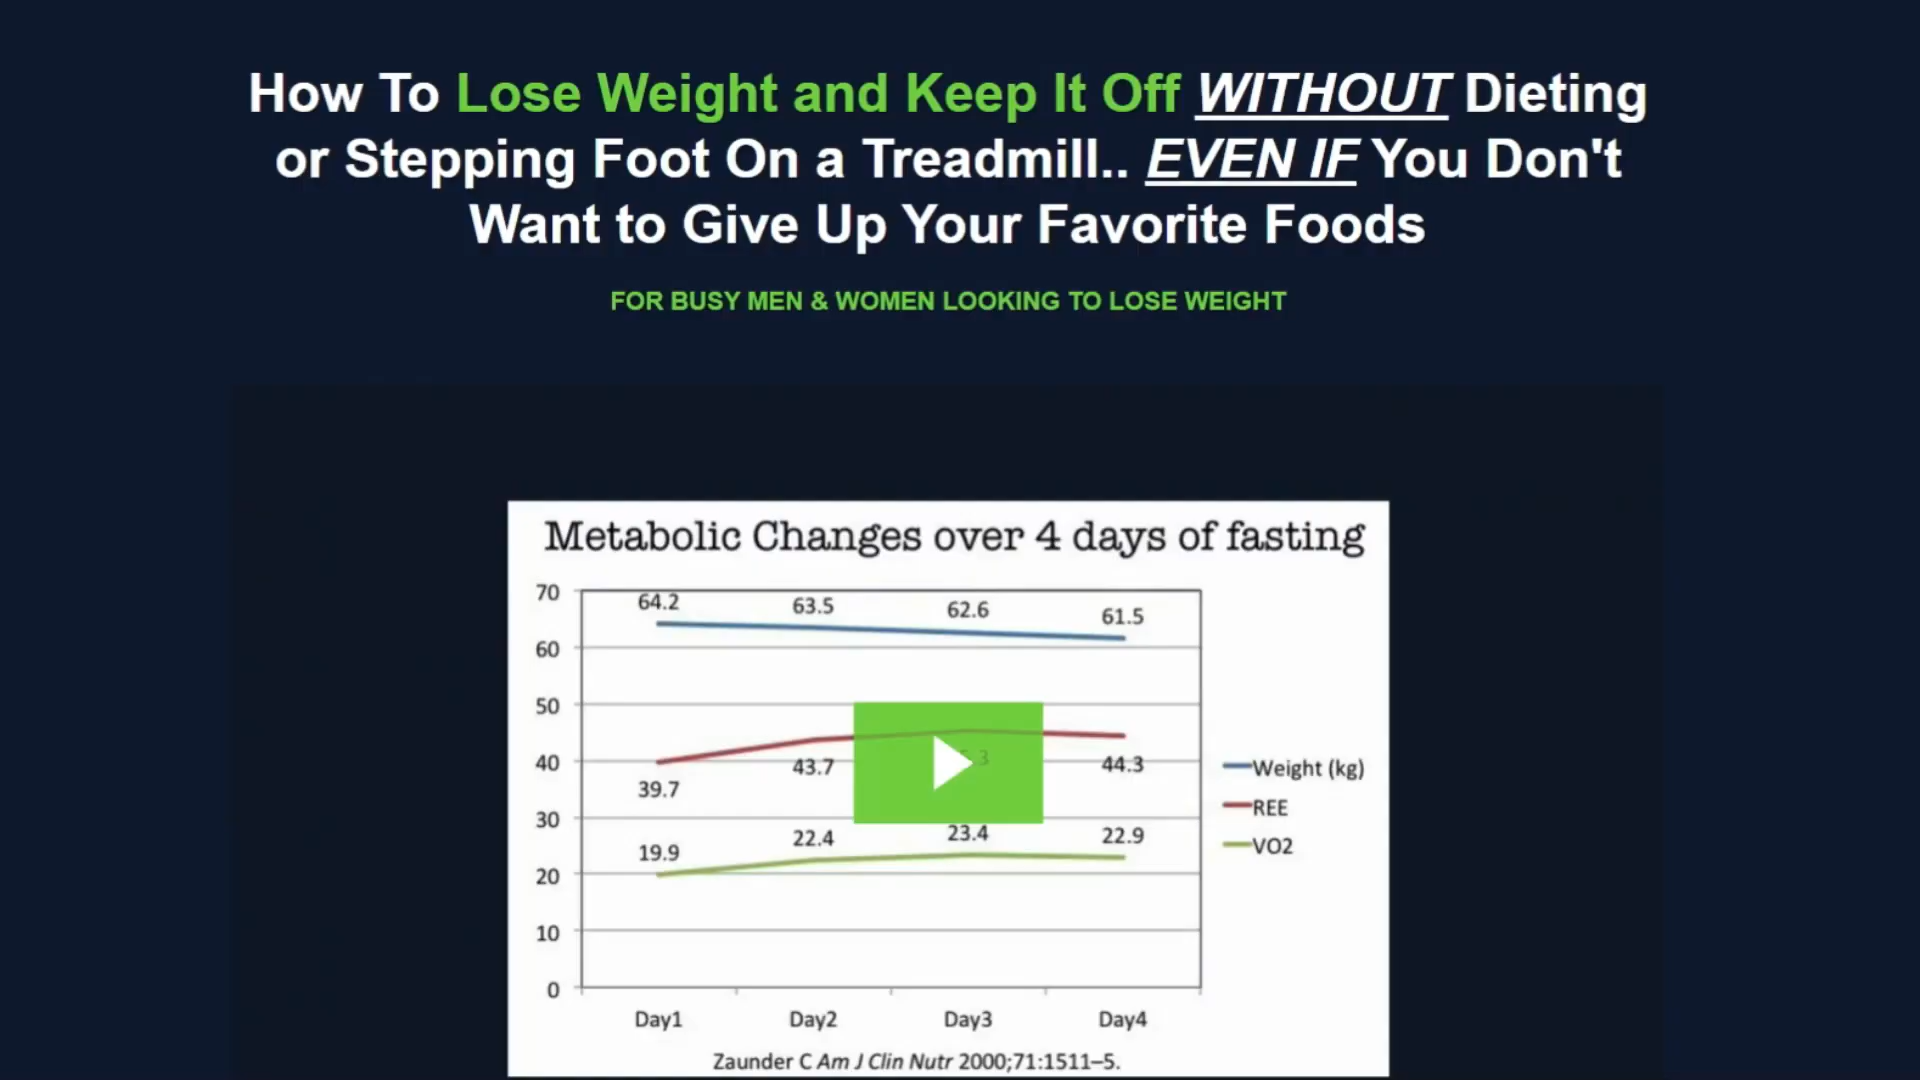 How To Lose Weight and Keep It Off WITHOUT Dieting
or Stepping Foot On a Treadmill.. EVEN IF You Don't
Want to Give Up Your Favorite Foods
FOR BUSY MEN & WOMEN LOOKING TO LOSE WEIGHT
Metabolic Changes over 4 days of fasting
70
60
50
40
30
20
10
0
64.2 63.5 62.6 61.5
39.7 43.7 44.3
19.9 22.4 23.4 22.9
Weight (kg)
REE
VO2
Day1 Day2 Day3 Day4
Zaunder C Am J Clin Nutr 2000;71:1511–5.